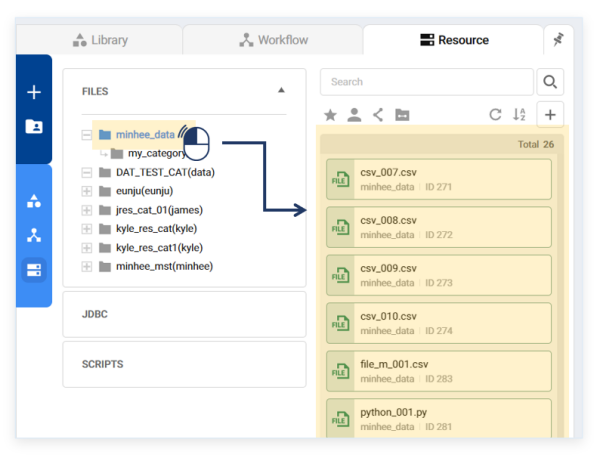 Library
Workflow
Resource
FILES
minhee_data
my_category
DAT_TEST_CAT(data)
eunju(eunju)
jres_cat_01(james)
kyle_res_cat(kyle)
kyle_res_cat1(kyle)
minhee_mst(minhee)
JDBC
SCRIPTS
Search
A
Z
Total 26
FILE
csv_007.csv
minhee_data ID 271
FILE
csv_008.csv
minhee_data ID 272
FILE
csv_009.csv
minhee_data ID 273
FILE
csv_010.csv
minhee_data ID 274
FILE
file_m_001.csv
minhee_data ID 283
FILE
python_001.py
minhee_data ID 281